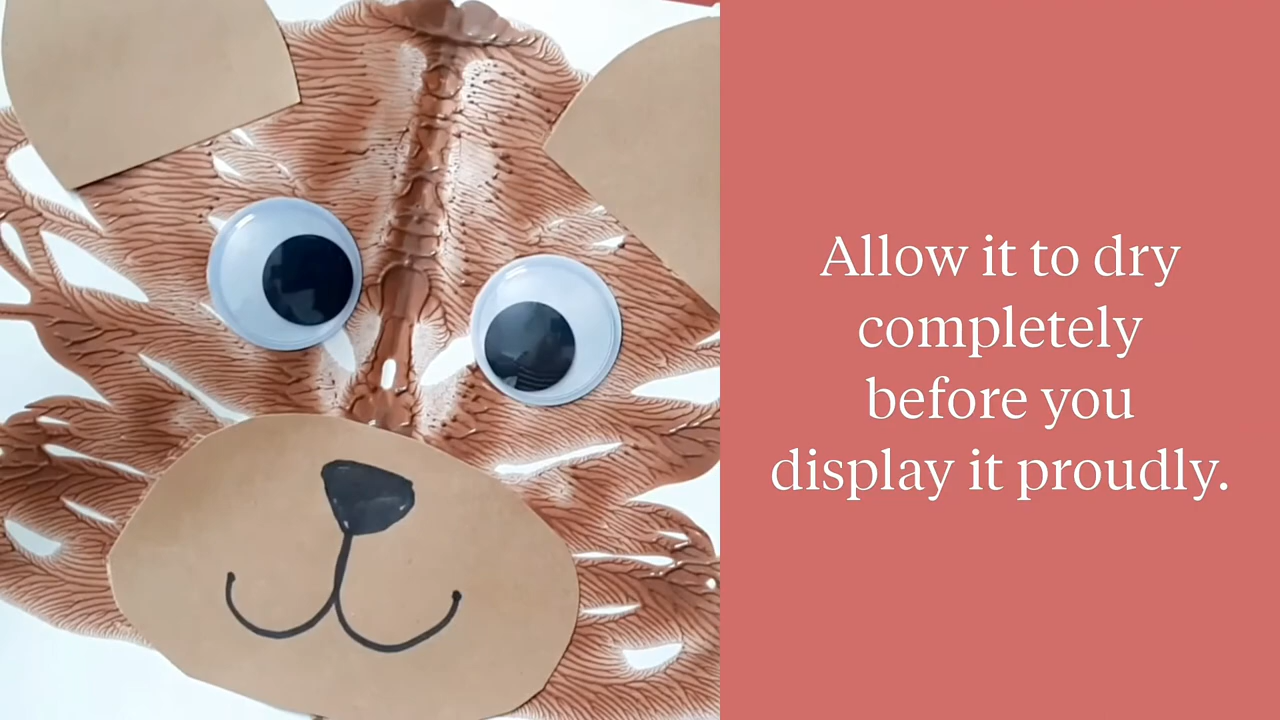 Allow it to dry
completely
before you
display it proudly.